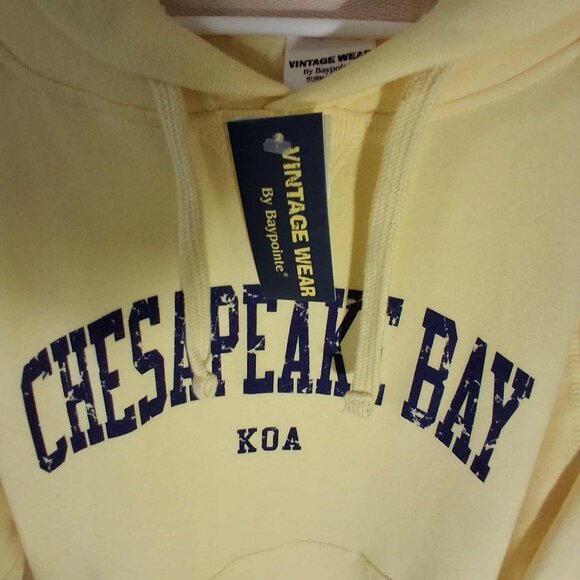 VINTAGE WEAR
By Baypointe
VINTAGE WEAR
By Baypointe®
CHESAPEAKE BAY
KOA